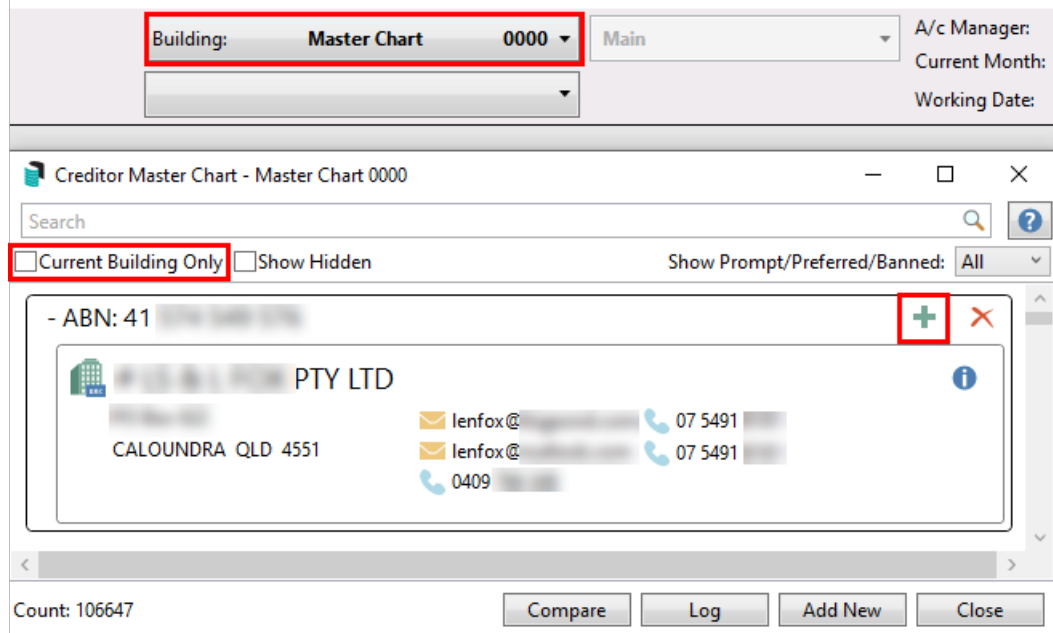 Building: Master Chart 0000 Main A/c Manager:
Current Month:
Working Date:
Creditor Master Chart - Master Chart 0000
Search
Current Building Only Show Hidden Show Prompt/Preferred/Banned: All
- ABN: 41
PTY LTD
lenfox@ 07 5491
CALOUNDRA QLD 4551 lenfox@ 07 5491
0409
Count: 106647 Compare Log Add New Close